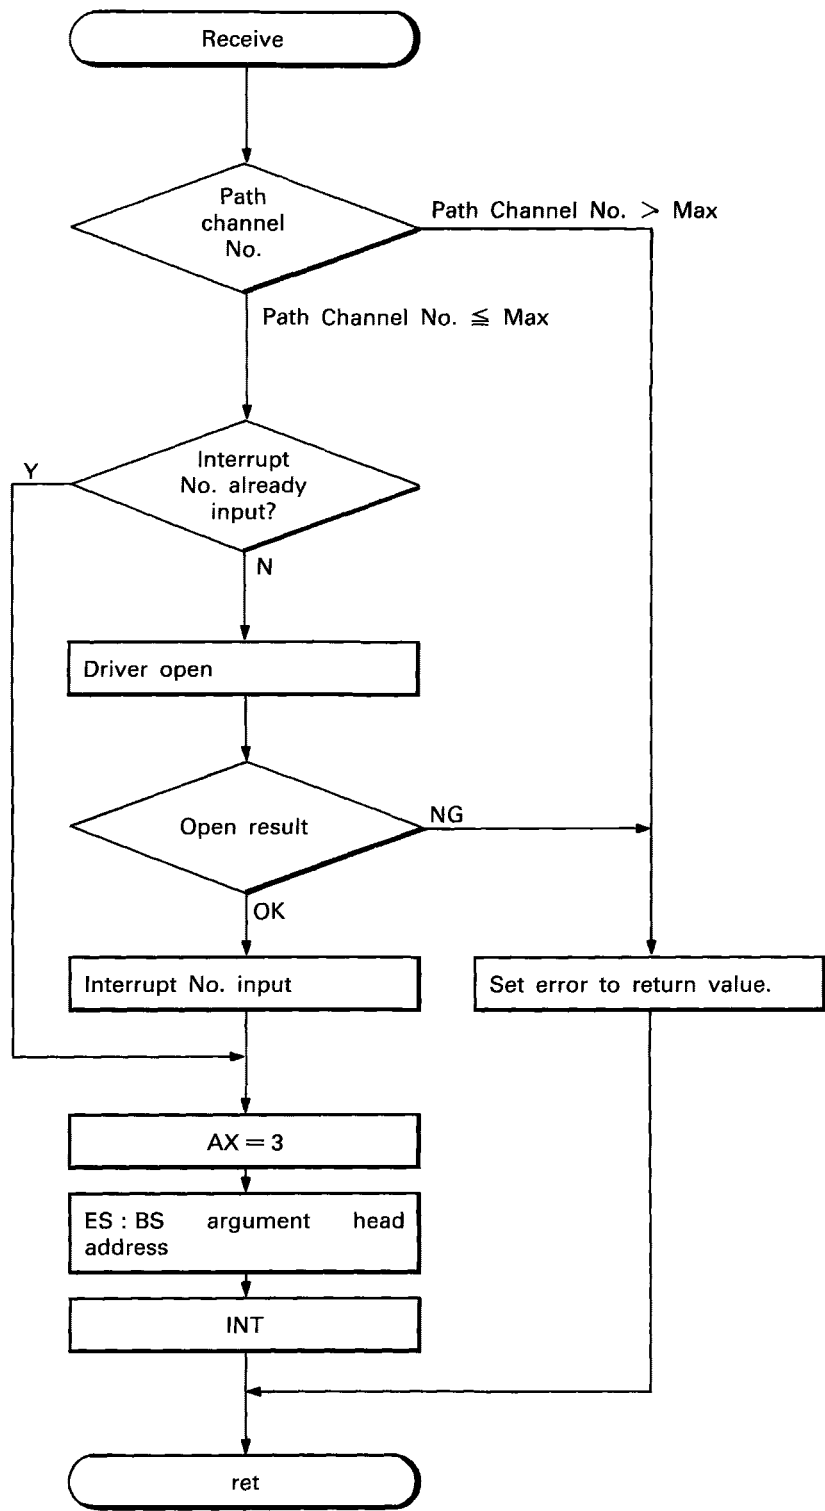 Receive
Path
channel
No.
Path Channel No. > Max
Path Channel No. ≦ Max
Y
Interrupt
No. already
input?
N
Driver open
Open result
NG
OK
Interrupt No. input
Set error to return value.
AX = 3
ES : BS argument head
address
INT
ret